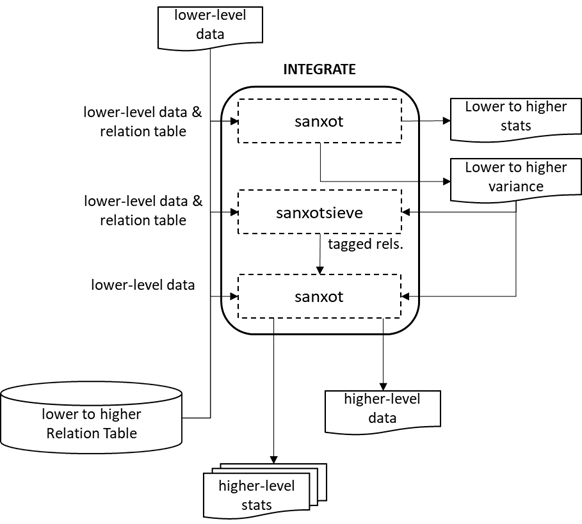 lower-level
data
INTEGRATE
lower-level data &
relation table
sanxot
Lower to higher
stats
Lower to higher
variance
lower-level data &
relation table
sanxotsieve
tagged rels.
lower-level data
sanxot
higher-level
data
lower to higher
Relation Table
higher-level
stats